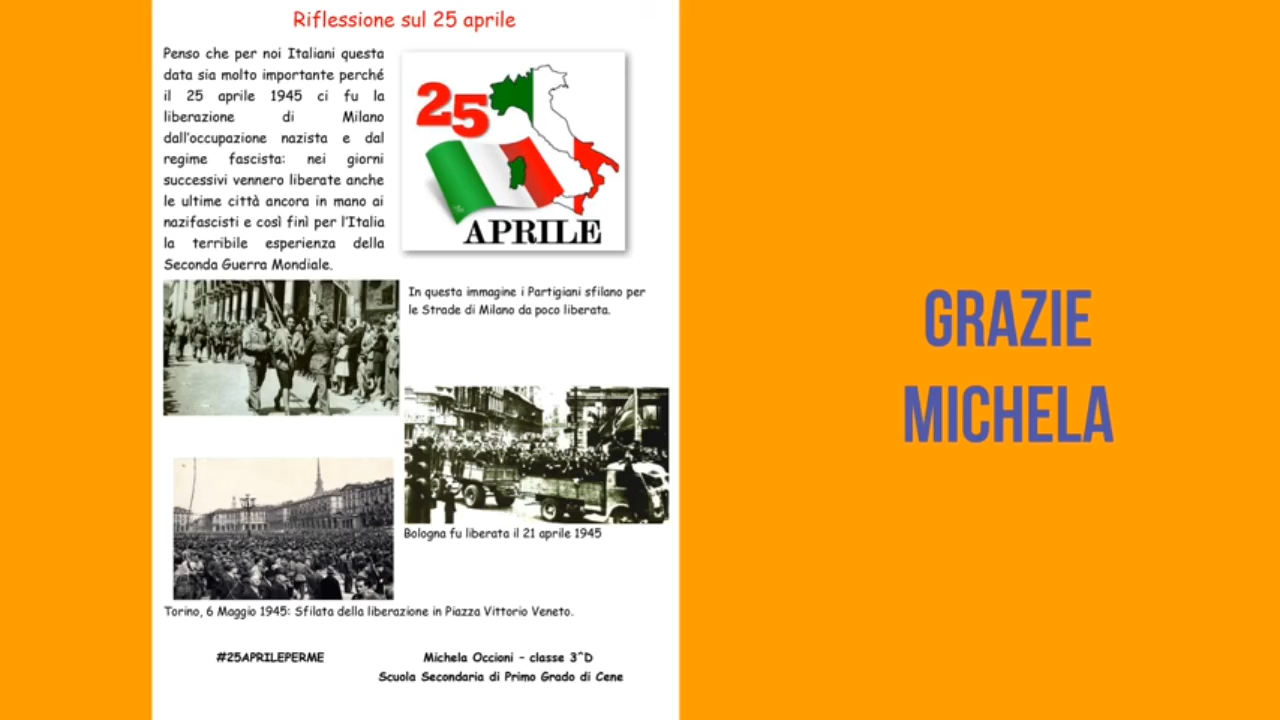 Riflessione sul 25 aprile
Penso che per noi Italiani questa
data sia molto importante perché
il 25 aprile 1945 ci fu la
liberazione di Milano
dall'occupazione nazista e dal
regime fascista: nei giorni
successivi vennero liberate anche
le ultime città ancora in mano ai
nazifascisti e così finì per l'Italia
la terribile esperienza della
Seconda Guerra Mondiale.
25
APRILE
In questa immagine i Partigiani sfilano per
le Strade di Milano da poco liberata.
Bologna fu liberata il 21 aprile 1945
Torino, 6 Maggio 1945: Sfilata della liberazione in Piazza Vittorio Veneto.
#25APRILEPERME
Michela Occioni – classe 3^D
Scuola Secondaria di Primo Grado di Cene
GRAZIE
MICHELA